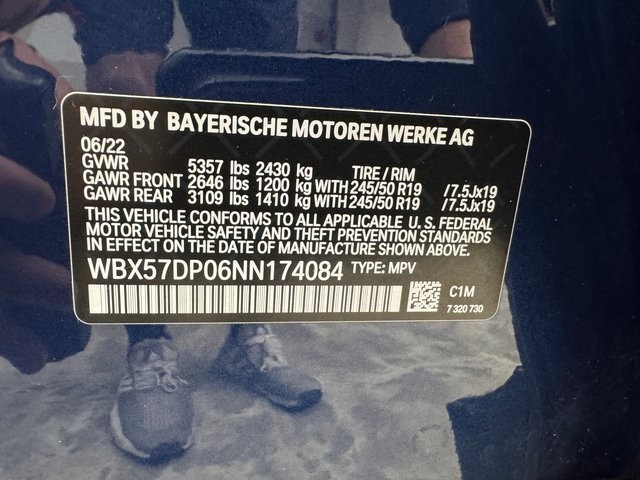 MFD BY BAYERISCHE MOTOREN WERKE AG
06/22
GVWR 5357 lbs 2430 kg TIRE / RIM
GAWR FRONT 2646 lbs 1200 kg WITH 245/50 R19 /7.5Jx19
GAWR REAR 3109 lbs 1410 kg WITH 245/50 R19 /7.5Jx19
THIS VEHICLE CONFORMS TO ALL APPLICABLE U. S. FEDERAL
MOTOR VEHICLE SAFETY AND THEFT PREVENTION STANDARDS
IN EFFECT ON THE DATE OF MANUFACTURE SHOWN ABOVE.
WBX57DP06NN174084 TYPE: MPV
C1M
7 320 730